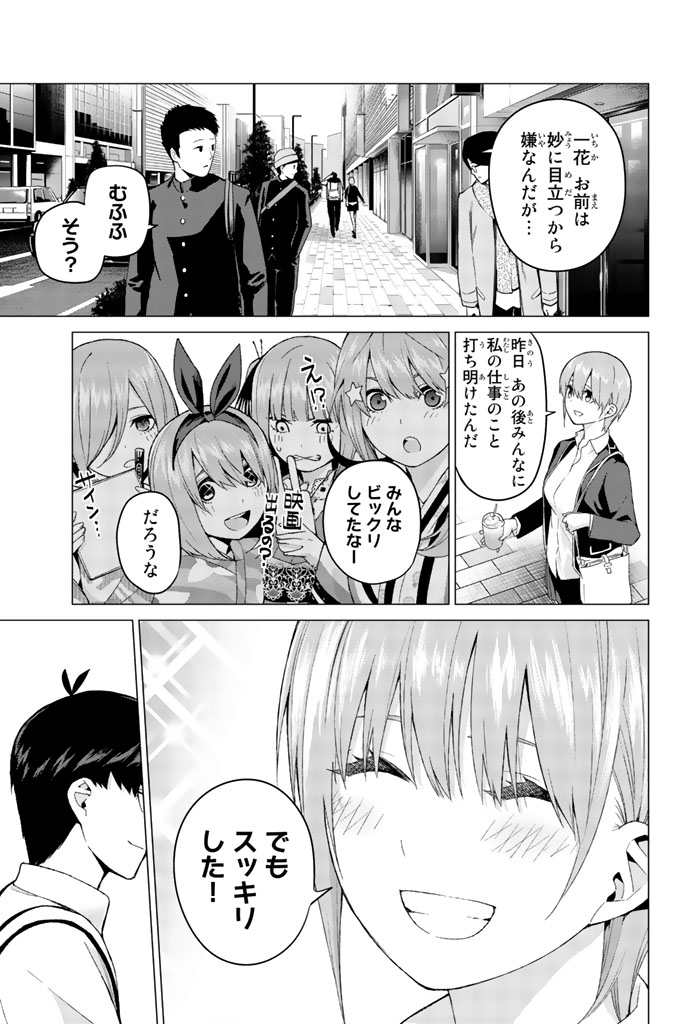 一花 お前は
妙に目立つから
嫌なんだが…
むふふ
そう?
昨日 あの後みんなに
私の仕事のこと
打ち明けたんだ
みんな
ビックリ
してたなー
え!?
映画
出るの?
サイン…
だろうな
でも
スッキリ
した!